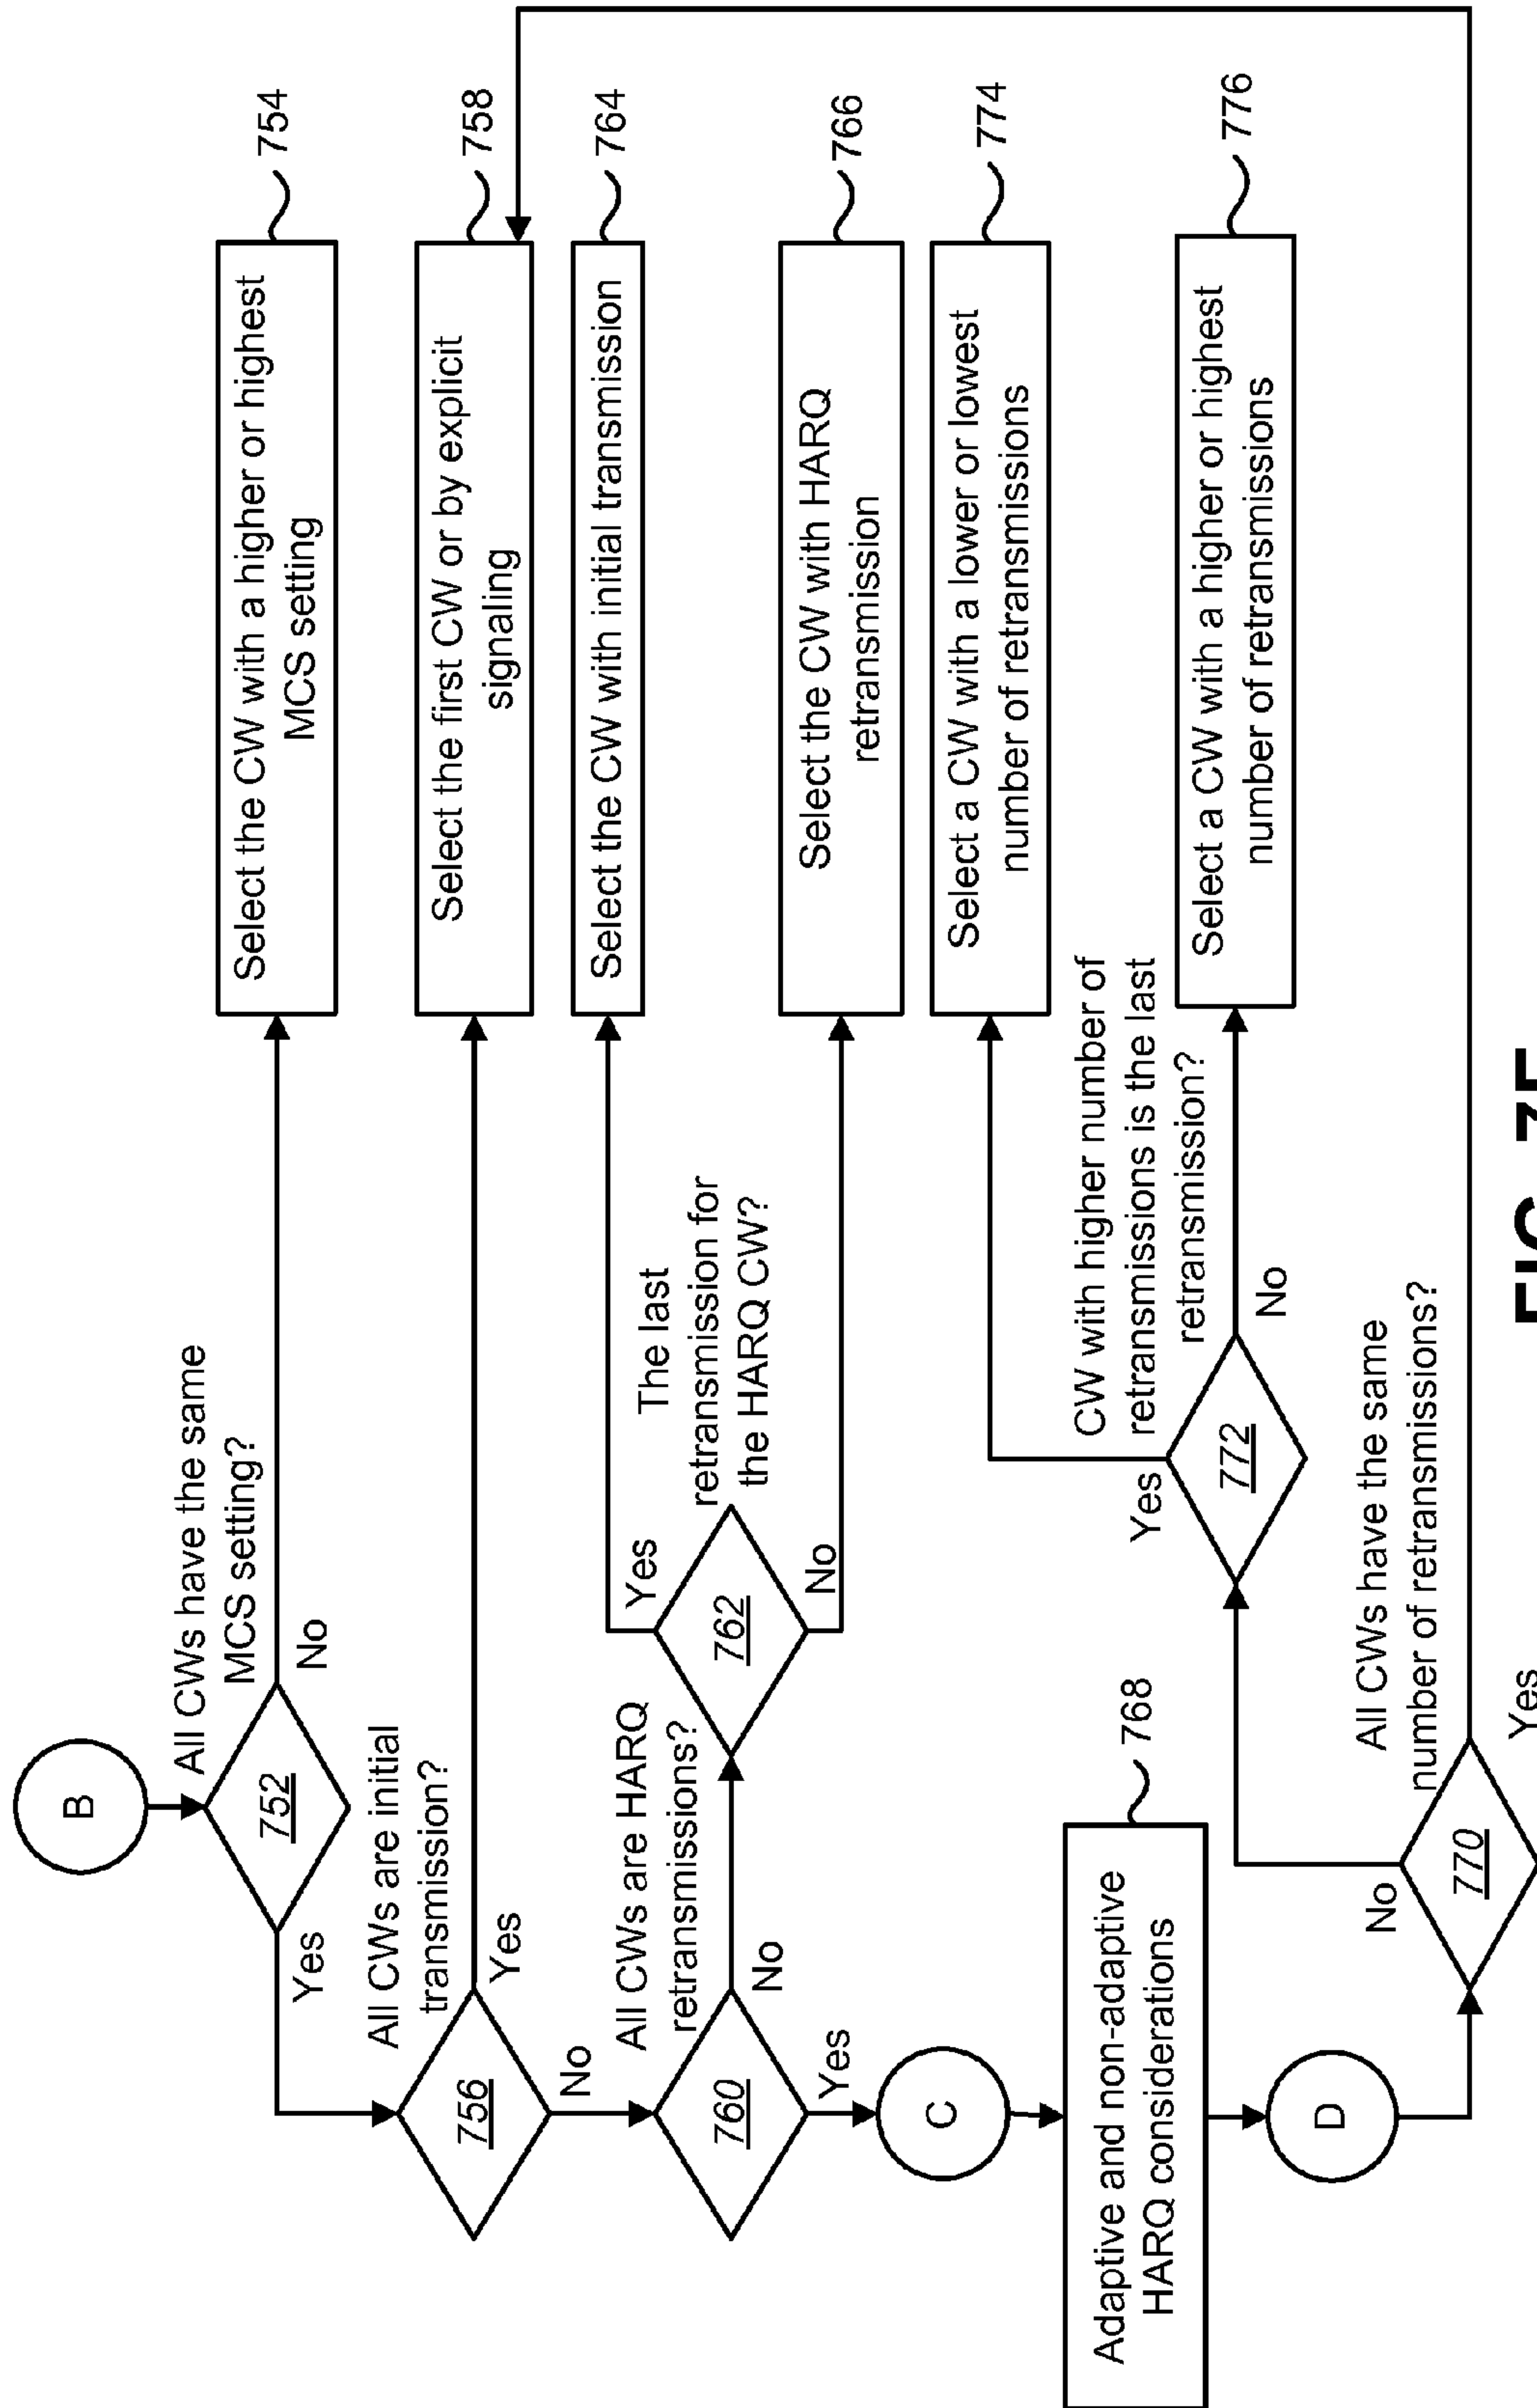 B
All CWs have the same
MCS setting?
752
Yes
No
Select the CW with a higher or highest
MCS setting
754
All CWs are initial
transmission?
756
Yes
No
Select the first CW or by explicit
signaling
758
All CWs are HARQ
retransmissions?
760
No
Yes
The last
retransmission for
the HARQ CW?
762
Yes
No
Select the CW with initial transmission
764
Select the CW with HARQ
retransmission
766
C
Adaptive and non-adaptive
HARQ considerations
768
D
All CWs have the same
number of retransmissions?
770
No
Yes
CW with higher number of
retransmissions is the last
retransmission?
772
Yes
No
Select a CW with a lower or lowest
number of retransmissions
774
Select a CW with a higher or highest
number of retransmissions
776
FIG.